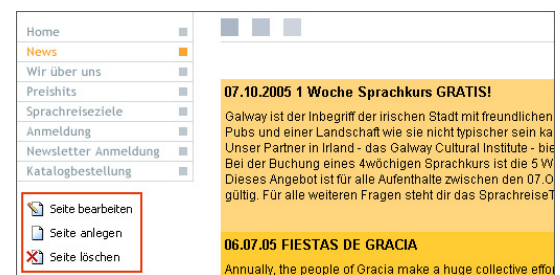 Home
News
Wir über uns
Preishits
Sprachreiseziele
Anmeldung
Newsletter Anmeldung
Katalogbestellung
Seite bearbeiten
Seite anlegen
Seite löschen
07.10.2005 1 Woche Sprachkurs GRATIS!
Galway ist der Inbegriff der irischen Stadt mit freundlichen
Pubs und einer Landschaft wie sie nicht typischer sein ka
Unser Partner in Irland - das Galway Cultural Institute - bie
Bei der Buchung eines 4wöchigen Sprachkurs ist die 5 W
Dieses Angebot ist für alle Aufenthalte zwischen den 07.O
gültig. Für alle weiteren Fragen steht dir das SprachreiseT
06.07.05 FIESTAS DE GRACIA
Annually, the people of Gracia make a huge collective effor